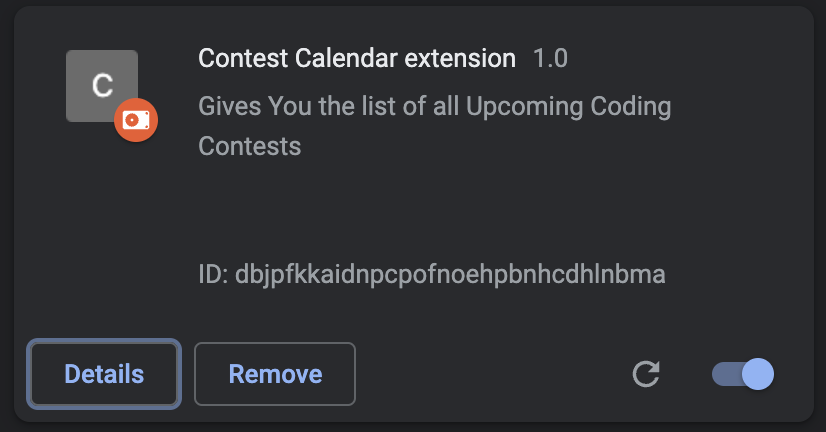 C
Contest Calendar extension 1.0
Gives You the list of all Upcoming Coding
Contests
ID: dbjpfkkaidnpcpofnoehpbnhcdhlnbma
Details
Remove